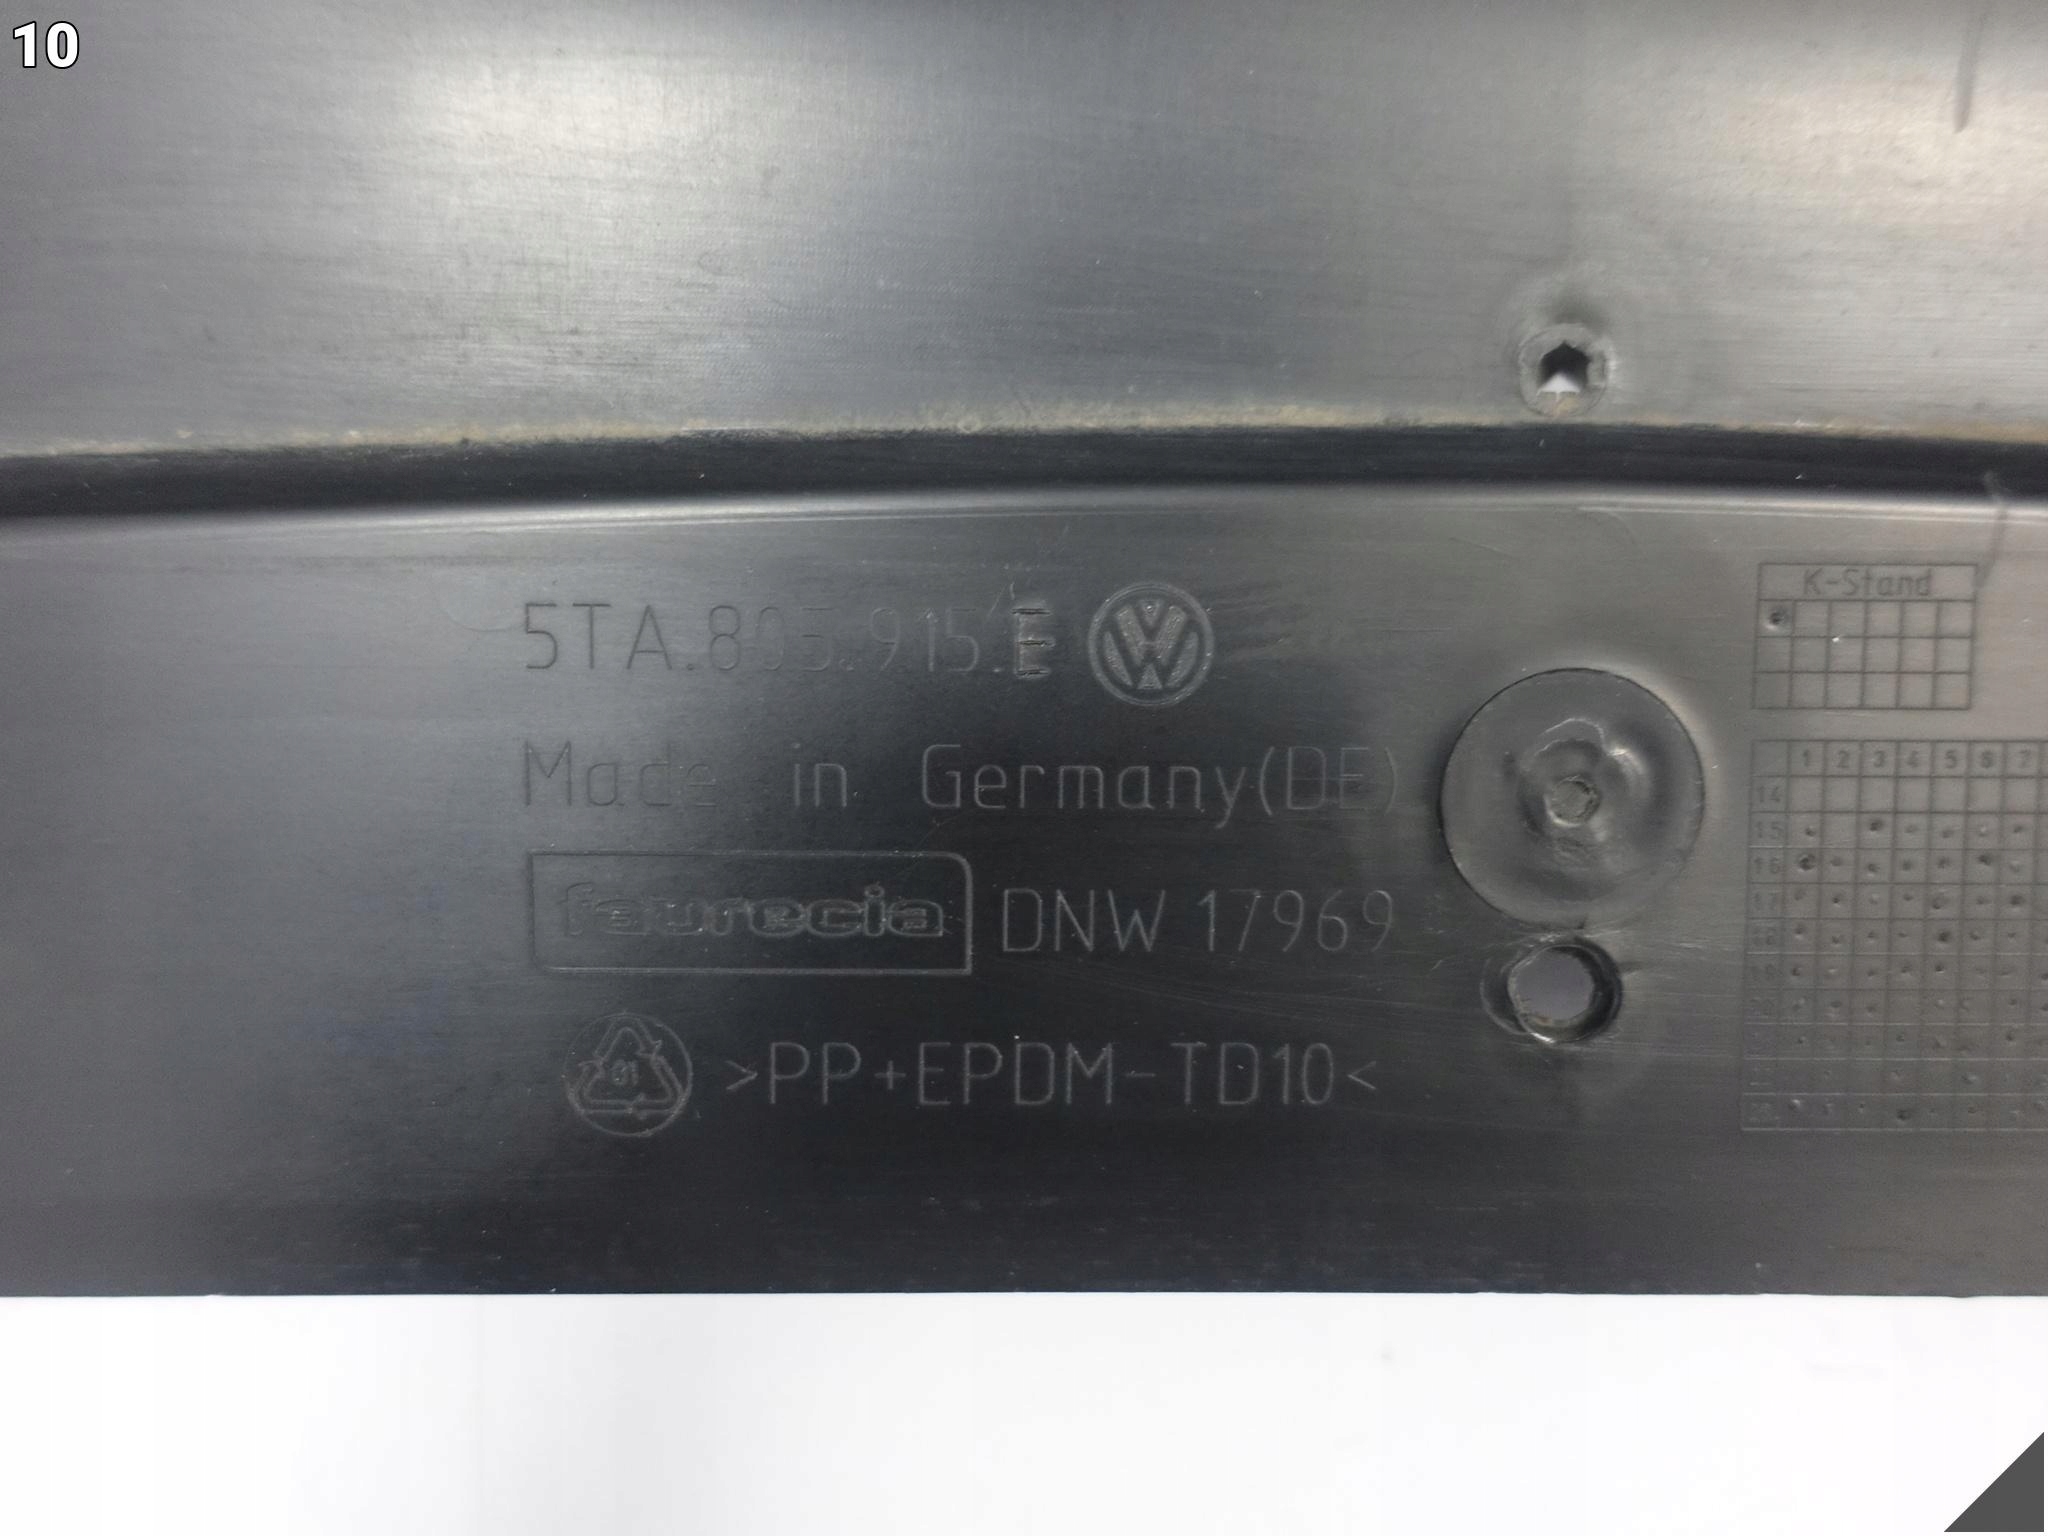 10
5TA.805.915.E
Made in Germany(DE)
faurecia DNW 17969
>PP+EPDM-TD10<
K-Stand
1 2 3 4 5 6 7
14
15
16
17
18
19
20